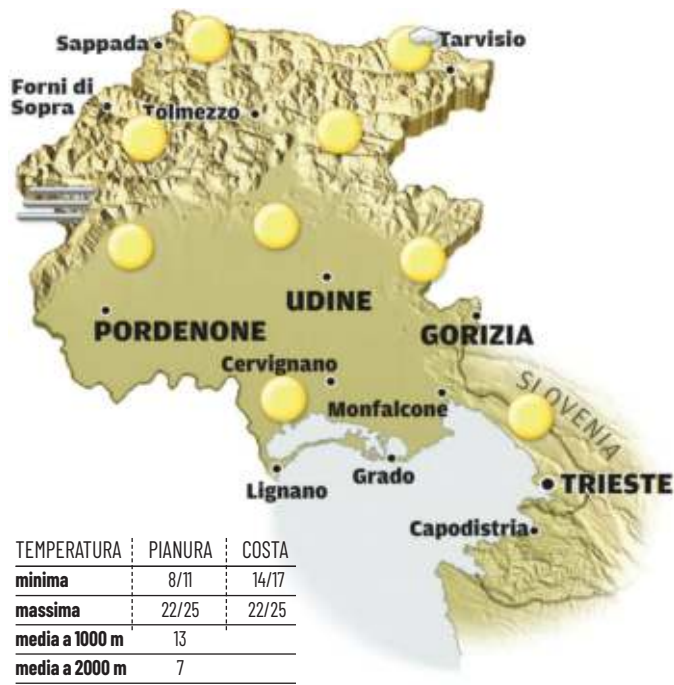 Sappada
Tarvisio
Forni di
Sopra
Tolmezzo
UDINE
PORDENONE
GORIZIA
Cervignano
SLOVENIA
Monfalcone
Grado
Lignano
TRIESTE
Capodistria
TEMPERATURA PIANURA COSTA
minima 8/11 14/17
massima 22/25 22/25
media a 1000 m 13
media a 2000 m 7